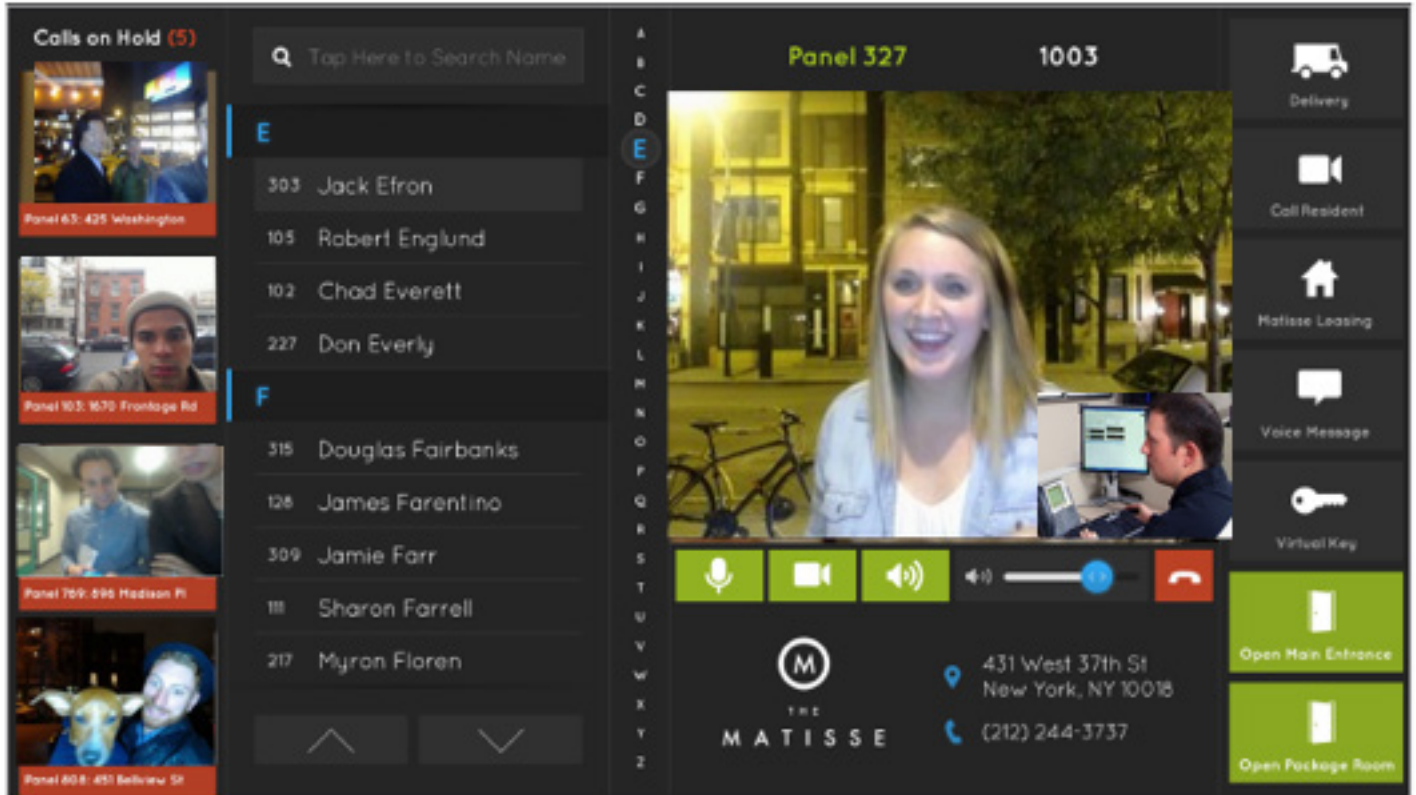 Calls on Hold (5)
Panel 63: 425 Washington
Panel 103: 1670 Frontage Rd
Panel 769: 696 Madison Pl
Panel 808: 451 Bellview St
Tap Here to Search Name
E
303 Jack Efron
105 Robert Englund
102 Chad Everett
227 Don Everly
F
315 Douglas Fairbanks
128 James Farentino
309 Jamie Farr
111 Sharon Farrell
217 Myron Floren
A
B
C
D
E
F
G
H
I
J
K
L
M
N
O
P
Q
R
S
T
U
V
W
X
Y
Z
Panel 327 1003
M
THE
MATISSE
431 West 37th St
New York, NY 10018
(212) 244-3737
Delivery
Call Resident
Matisse Leasing
Voice Message
Virtual Key
Open Main Entrance
Open Package Room